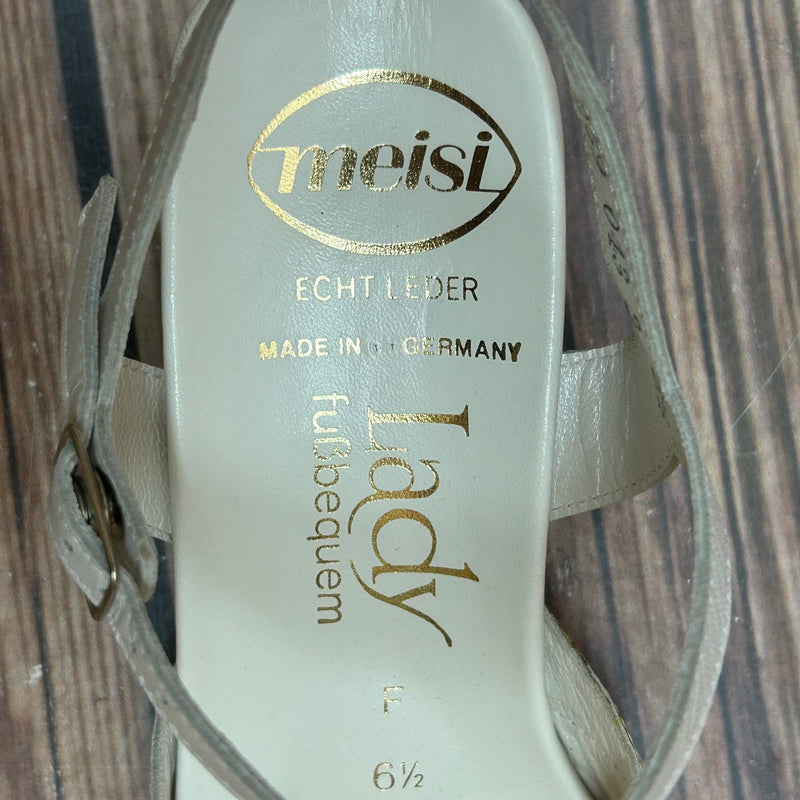 meisi
ECHT LEDER
MADE IN GERMANY
Lady
fußbequem
F
6½